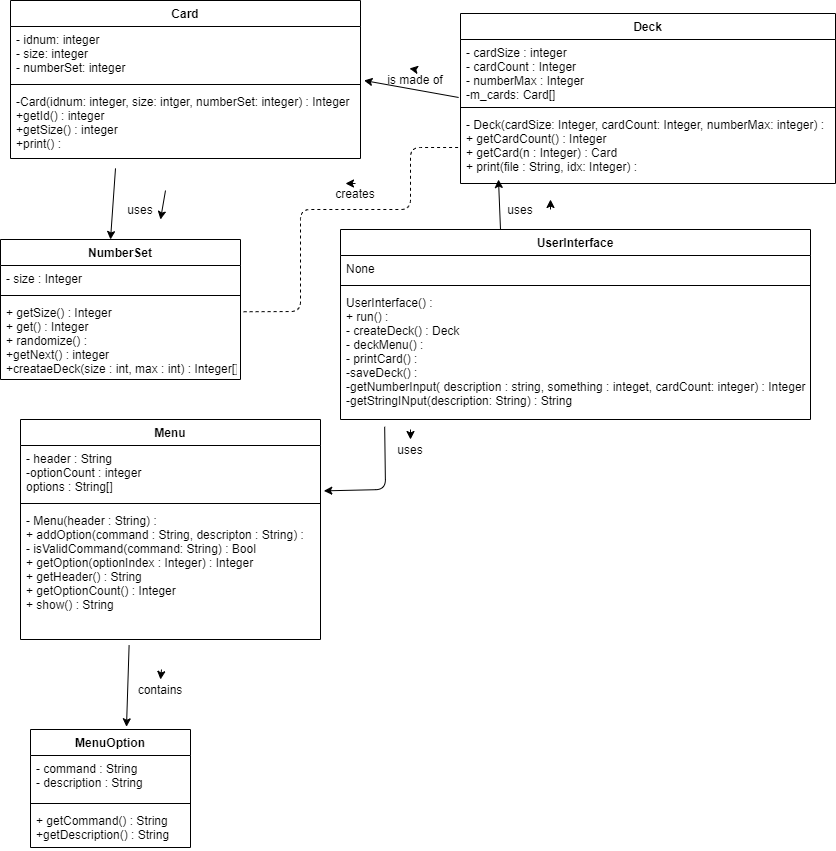 Card
- idnum: integer
- size: integer
- numberSet: integer
-Card(idnum: integer, size: intger, numberSet: integer) : Integer
+getId() : integer
+getSize() : integer
+print() :
Deck
- cardSize : integer
- cardCount : Integer
- numberMax : Integer
-m_cards: Card[]
- Deck(cardSize: Integer, cardCount: Integer, numberMax: integer) :
+ getCardCount() : Integer
+ getCard(n : Integer) : Card
+ print(file : String, idx: Integer) :
is made of
creates
uses
uses
NumberSet
- size : Integer
+ getSize() : Integer
+ get() : Integer
+ randomize() :
+getNext() : integer
+creataeDeck(size : int, max : int) : Integer[]
UserInterface
None
UserInterface() :
+ run() :
- createDeck() : Deck
- deckMenu() :
- printCard() :
-saveDeck() :
-getNumberInput( description : string, something : integet, cardCount: integer) : Integer
-getStringINput(description: String) : String
uses
Menu
- header : String
-optionCount : integer
options : String[]
- Menu(header : String) :
+ addOption(command : String, descripton : String) :
- isValidCommand(command: String) : Bool
+ getOption(optionIndex : Integer) : Integer
+ getHeader() : String
+ getOptionCount() : Integer
+ show() : String
contains
MenuOption
- command : String
- description : String
+ getCommand() : String
+getDescription() : String